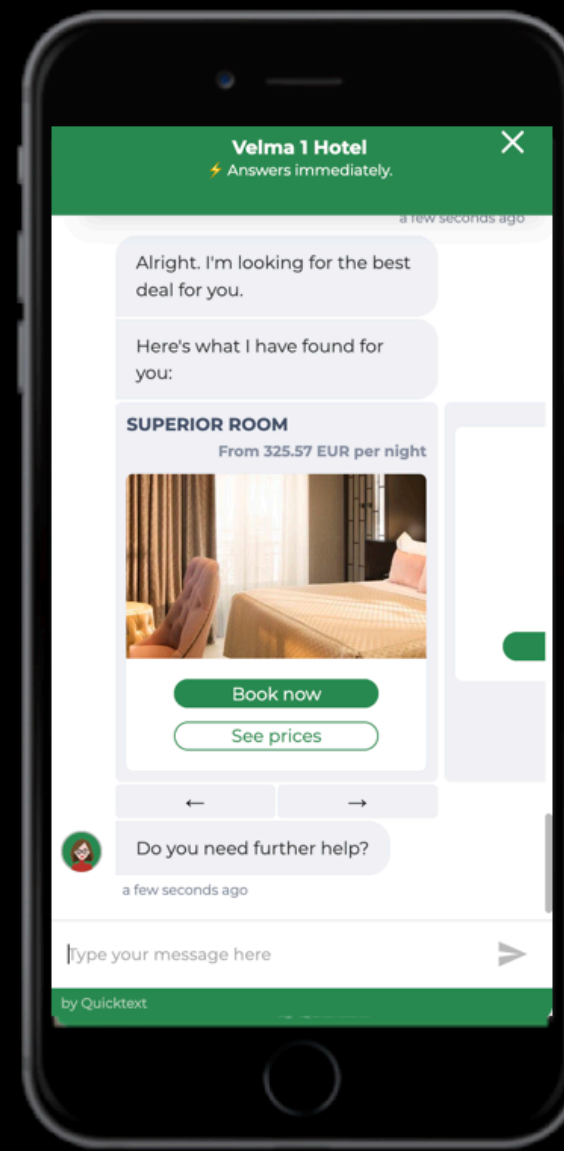 Velma 1 Hotel
⚡ Answers immediately.
a few seconds ago
Alright. I'm looking for the best
deal for you.
Here's what I have found for
you:
SUPERIOR ROOM
From 325.57 EUR per night
Book now
See prices
← →
Do you need further help?
a few seconds ago
Type your message here
by Quicktext